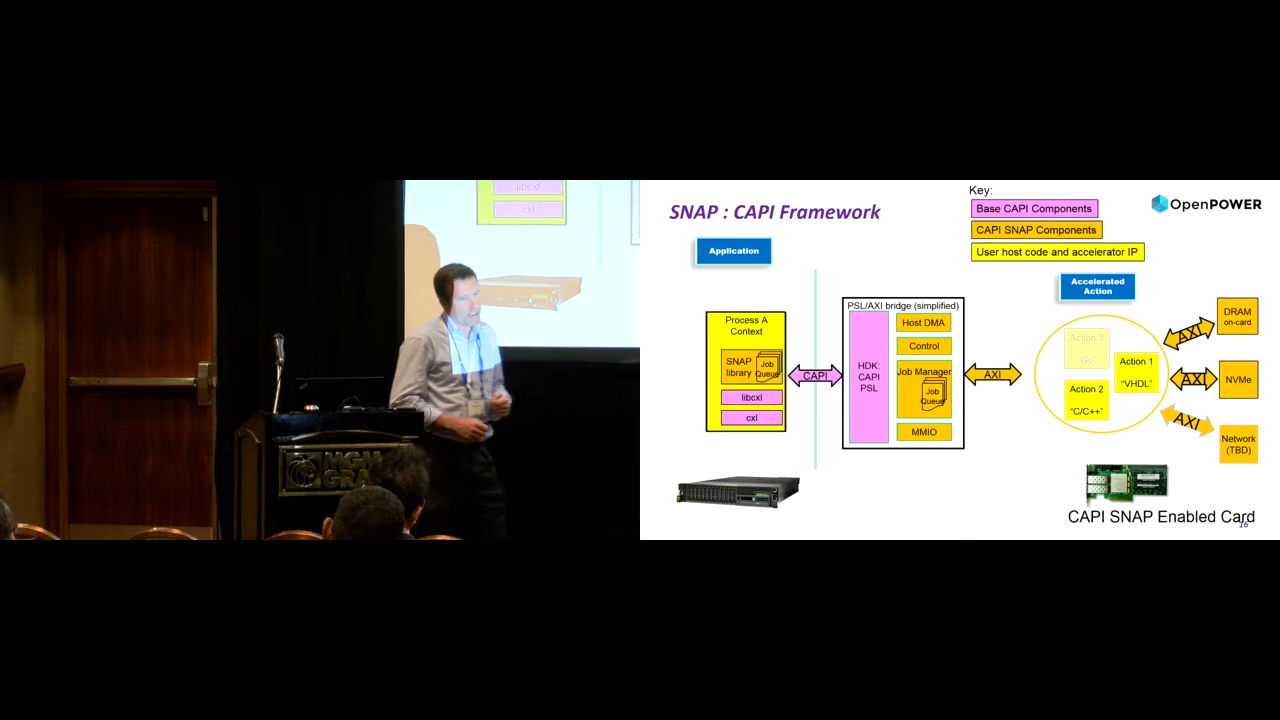 libcxl
cxl
MGM
GRA
SNAP : CAPI Framework
Key:
Base CAPI Components
CAPI SNAP Components
User host code and accelerator IP
OpenPOWER
Application
Accelerated
Action
Process A
Context
SNAP
library
Job
Queue
libcxl
cxl
CAPI
PSL/AXI bridge (simplified)
HDK:
CAPI
PSL
Host DMA
Control
Job Manager
Job
Queue
MMIO
AXI
Action 3
"Go"
Action 1
"VHDL"
Action 2
"C/C++"
AXI
AXI
AXI
DRAM
on-card
NVMe
Network
(TBD)
CAPI SNAP Enabled Card
16